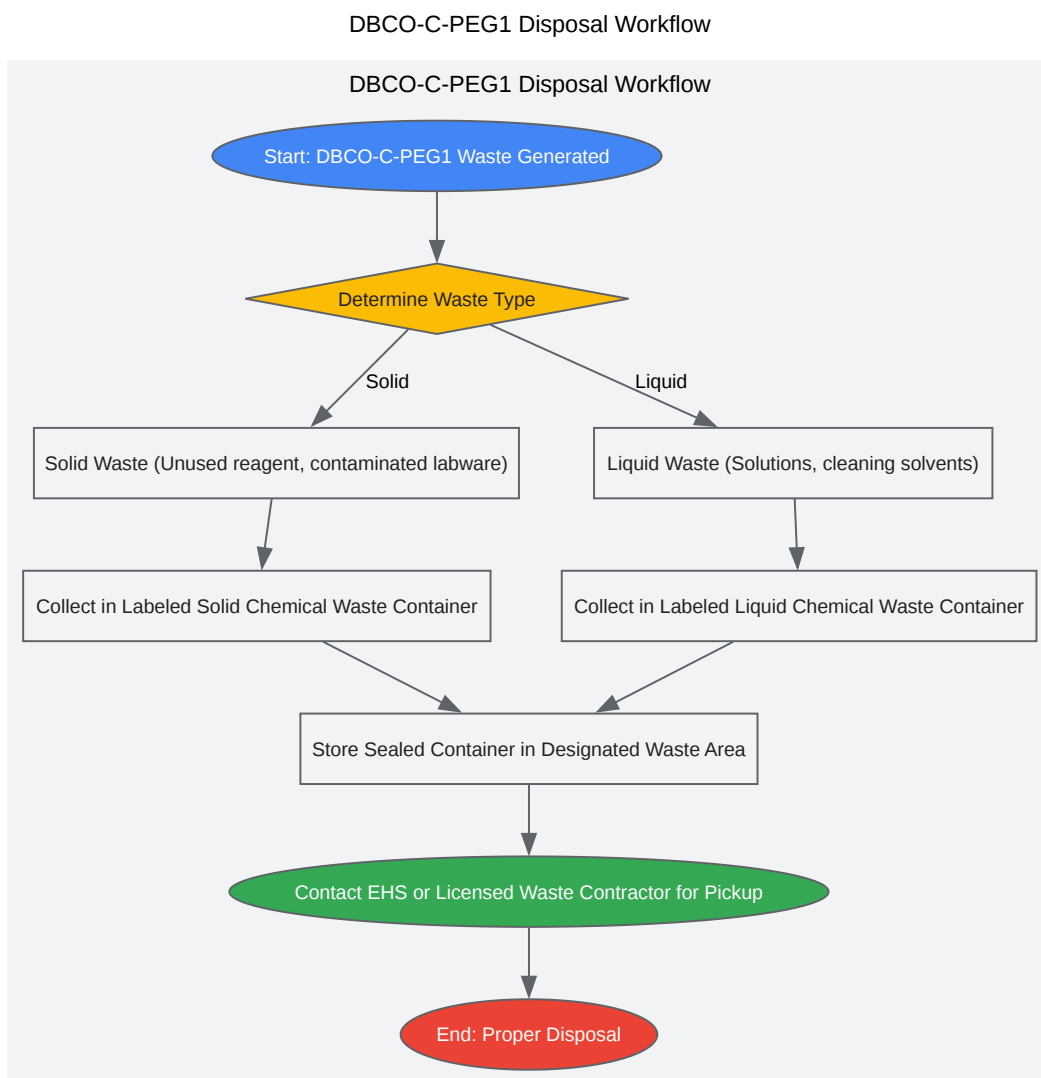 DBCO-C-PEG1 Disposal Workflow
DBCO-C-PEG1 Disposal Workflow
Start: DBCO-C-PEG1 Waste Generated
Determine Waste Type
Solid
Liquid
Solid Waste (Unused reagent, contaminated labware)
Liquid Waste (Solutions, cleaning solvents)
Collect in Labeled Solid Chemical Waste Container
Collect in Labeled Liquid Chemical Waste Container
Store Sealed Container in Designated Waste Area
Contact EHS or Licensed Waste Contractor for Pickup
End: Proper Disposal